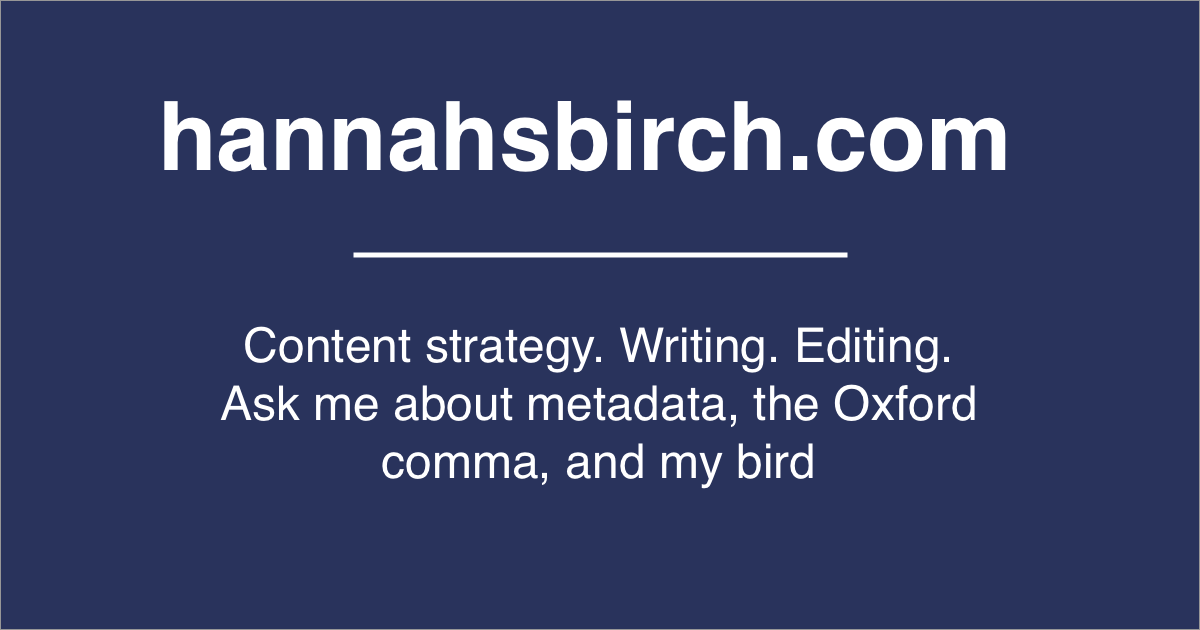 hannahsbirch.com
Content strategy. Writing. Editing.
Ask me about metadata, the Oxford
comma, and my bird